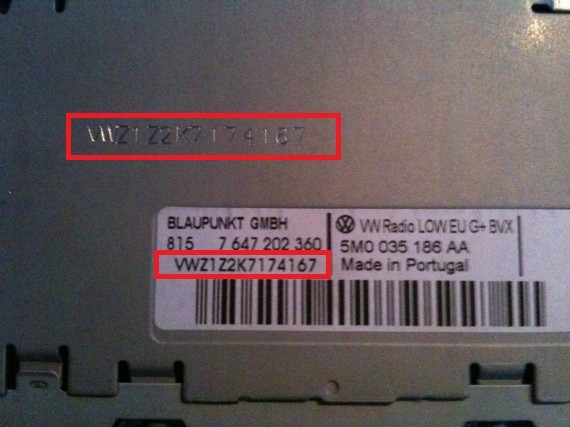 VWZ1Z2K7174167
BLAUPUNKT GMBH
815 7 647 202 360
VWZ1Z2K7174167
VW Radio LOW EU G+ BVX
5M0 035 186 AA
Made in Portugal